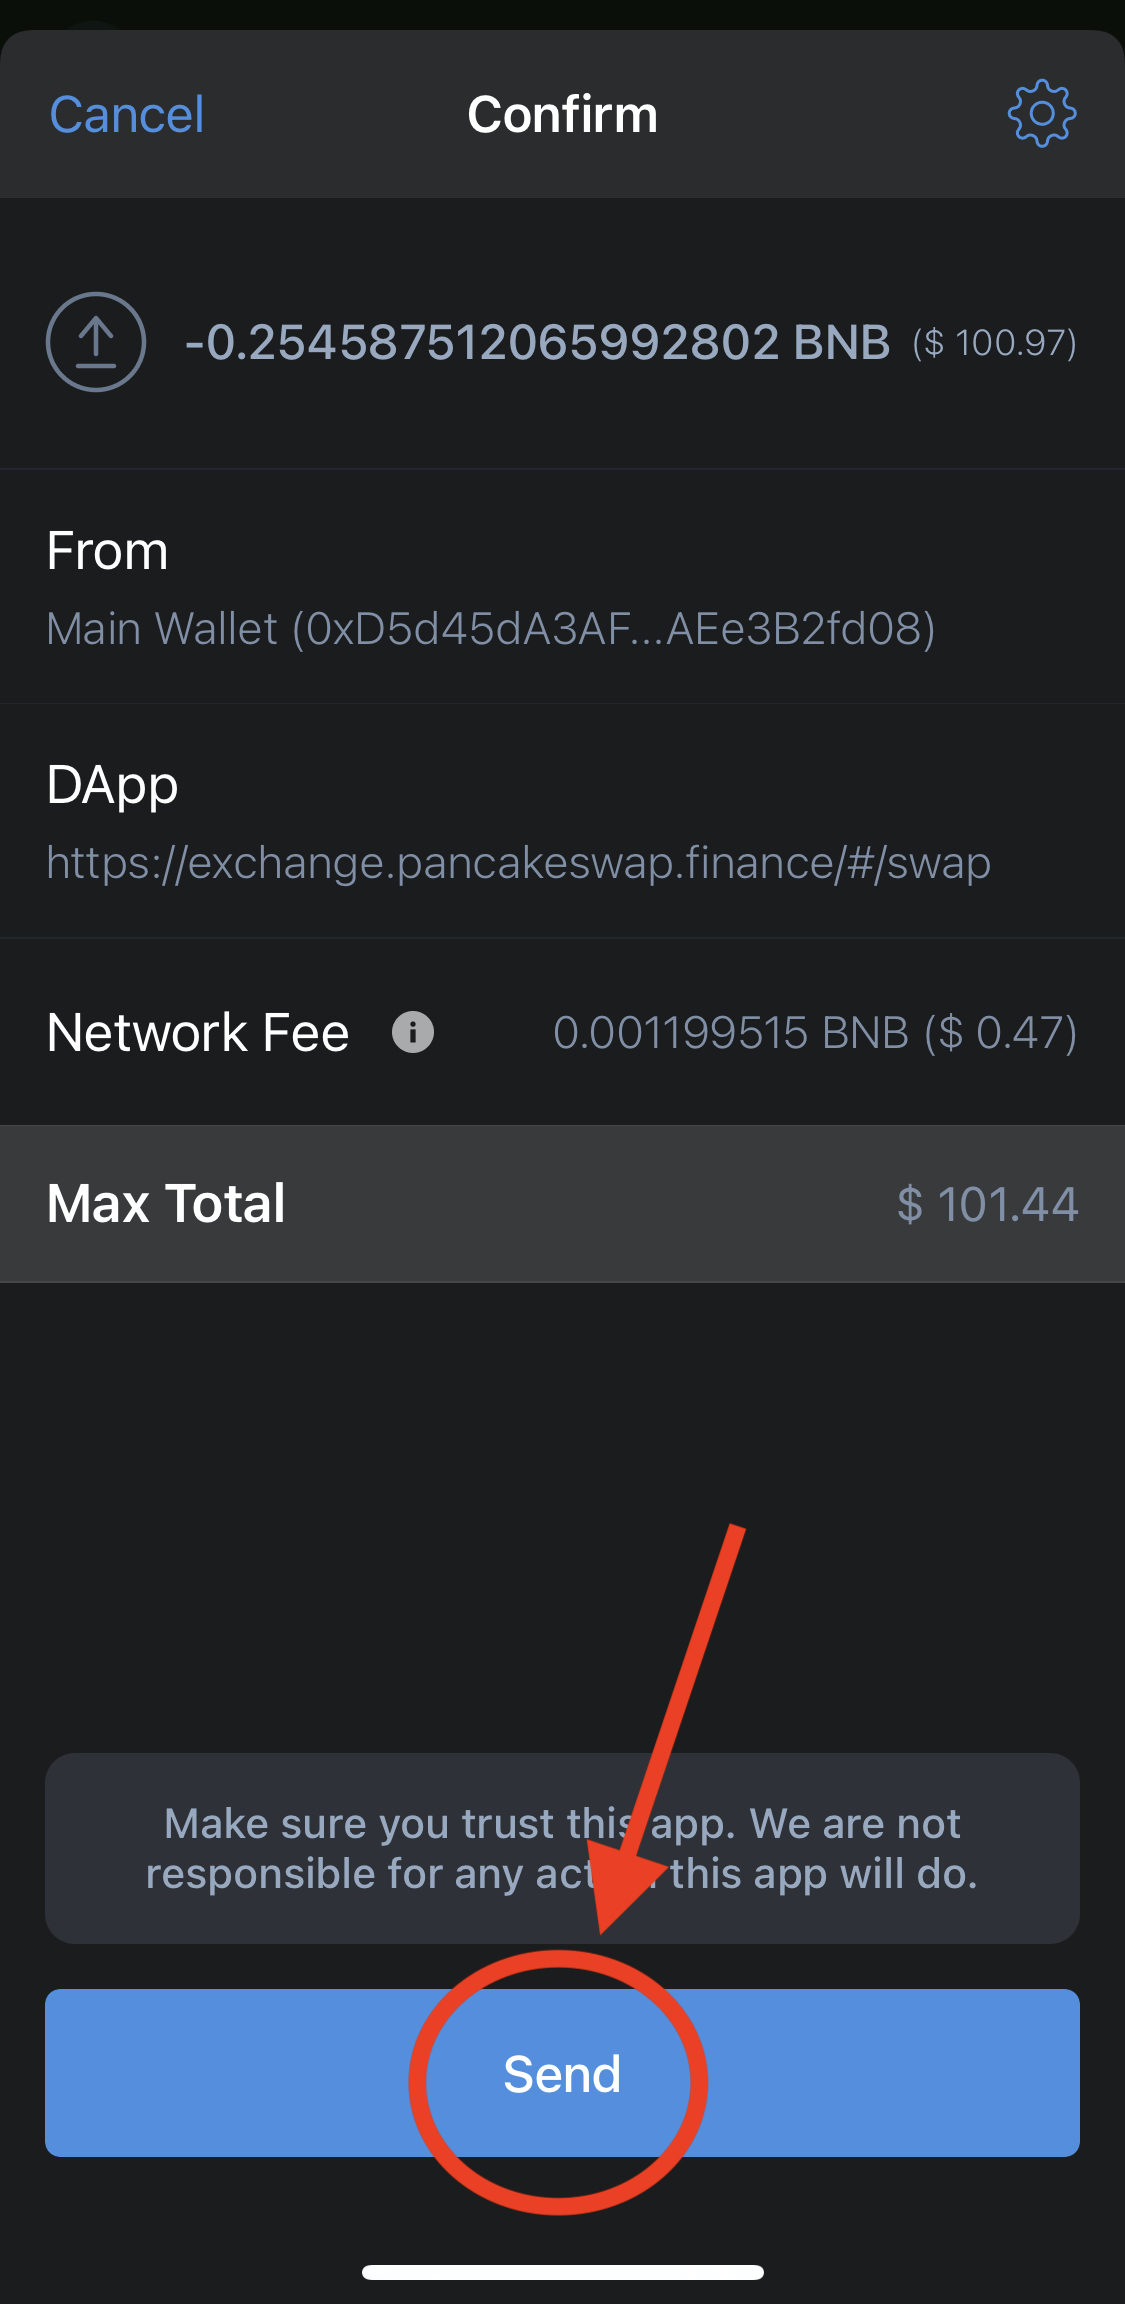 Cancel Confirm
-0.254587512065992802 BNB ($ 100.97)
From
Main Wallet (0xD5d45dA3AF...AEe3B2fd08)
DApp
https://exchange.pancakeswap.finance/#/swap
Network Fee i 0.001199515 BNB ($ 0.47)
Max Total $ 101.44
Make sure you trust this app. We are not
responsible for any this app will do.
Send